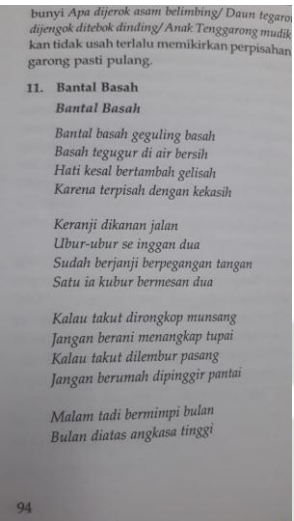 bunyi Apa dijerok asam belimbing/ Daun tegaron
dijengok ditebok dinding/ Anak Tenggarong mudik
kan tidak usah terlalu memikirkan perpisahan
garong pasti pulang.
11. Bantal Basah
Bantal Basah
Bantal basah geguling basah
Basah tegugur di air bersih
Hati kesal bertambah gelisah
Karena terpisah dengan kekasih
Keranji dikanan jalan
Ubur-ubur se inggan dua
Sudah berjanji berpegangan tangan
Satu ia kubur bermesan dua
Kalau takut dirongkop munsang
Jangan berani menangkap tupai
Kalau takut dilembur pasang
Jangan berumah dipinggir pantai
Malam tadi bermimpi bulan
Bulan diatas angkasa tinggi
94